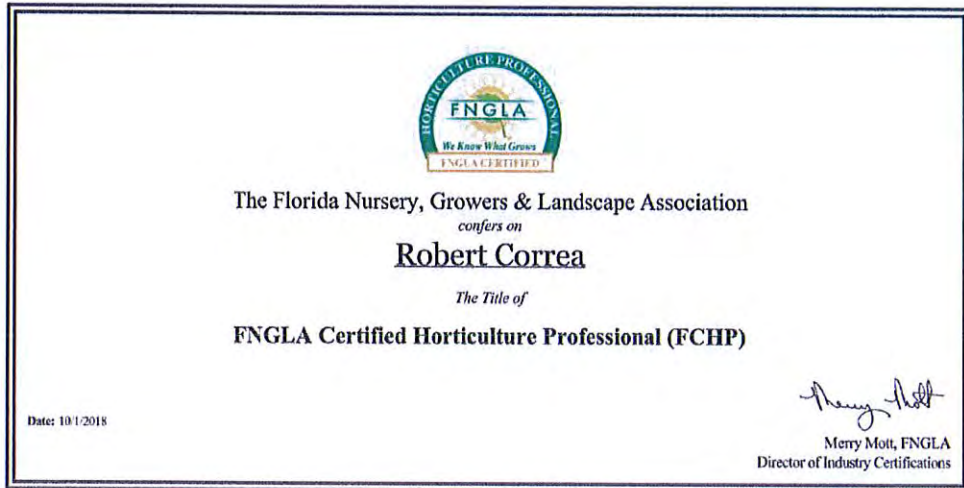 HORTICULTURE PROFESSIONAL
FNGLA
We Know What Grows
FNGLA CERTIFIED
The Florida Nursery, Growers & Landscape Association
confers on
Robert Correa
The Title of
FNGLA Certified Horticulture Professional (FCHP)
Merry Mott
Date: 10/1/2018
Merry Mott, FNGLA
Director of Industry Certifications